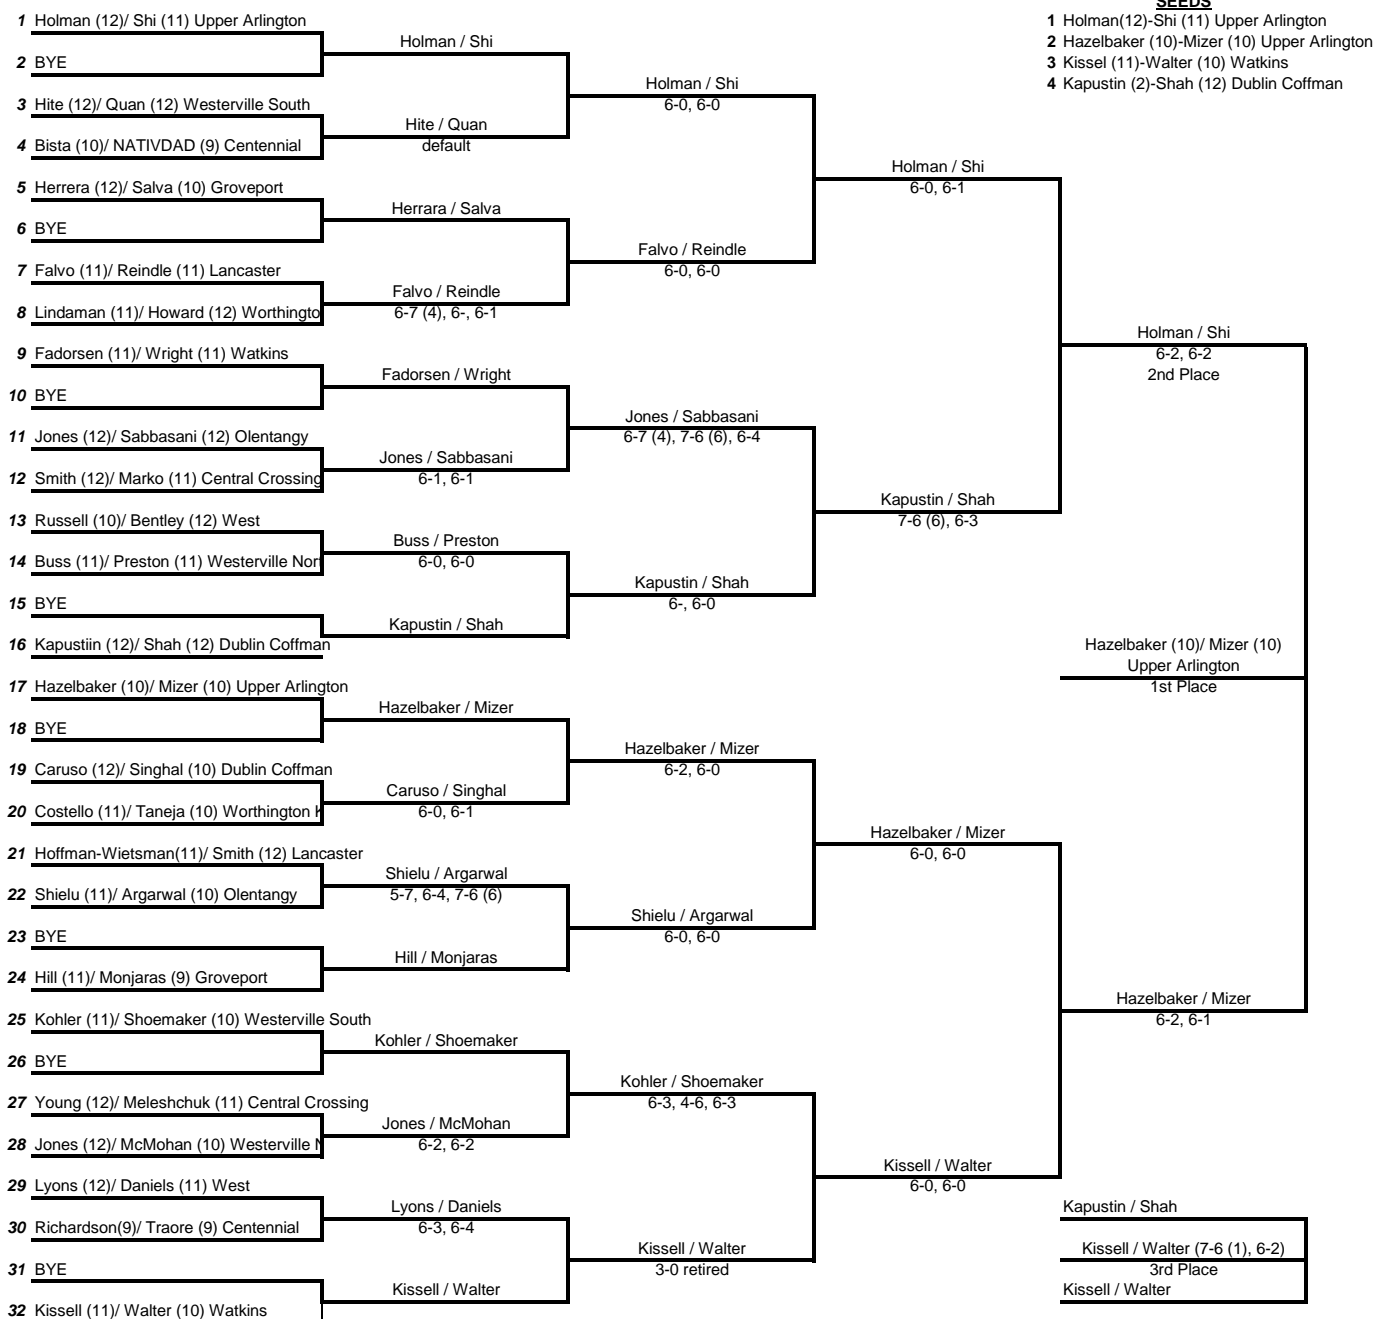 SEEDS
1 Holman(12)-Shi (11) Upper Arlington
2 Hazelbaker (10)-Mizer (10) Upper Arlington
3 Kissel (11)-Walter (10) Watkins
4 Kapustin (2)-Shah (12) Dublin Coffman
1 Holman (12)/ Shi (11) Upper Arlington
2 BYE
3 Hite (12)/ Quan (12) Westerville South
4 Bista (10)/ NATIVDAD (9) Centennial
5 Herrera (12)/ Salva (10) Groveport
6 BYE
7 Falvo (11)/ Reindle (11) Lancaster
8 Lindaman (11)/ Howard (12) Worthingto
9 Fadorsen (11)/ Wright (11) Watkins
10 BYE
11 Jones (12)/ Sabbasani (12) Olentangy
12 Smith (12)/ Marko (11) Central Crossing
13 Russell (10)/ Bentley (12) West
14 Buss (11)/ Preston (11) Westerville Nor
15 BYE
16 Kapustiin (12)/ Shah (12) Dublin Coffman
17 Hazelbaker (10)/ Mizer (10) Upper Arlington
18 BYE
19 Caruso (12)/ Singhal (10) Dublin Coffman
20 Costello (11)/ Taneja (10) Worthington K
21 Hoffman-Wietsman(11)/ Smith (12) Lancaster
22 Shielu (11)/ Argarwal (10) Olentangy
23 BYE
24 Hill (11)/ Monjaras (9) Groveport
25 Kohler (11)/ Shoemaker (10) Westerville South
26 BYE
27 Young (12)/ Meleshchuk (11) Central Crossing
28 Jones (12)/ McMohan (10) Westerville N
29 Lyons (12)/ Daniels (11) West
30 Richardson(9)/ Traore (9) Centennial
31 BYE
32 Kissell (11)/ Walter (10) Watkins
Holman / Shi
Hite / Quan
default
Herrara / Salva
Falvo / Reindle
6-7 (4), 6-, 6-1
Fadorsen / Wright
Jones / Sabbasani
6-1, 6-1
Buss / Preston
6-0, 6-0
Kapustin / Shah
Hazelbaker / Mizer
Caruso / Singhal
6-0, 6-1
Shielu / Argarwal
5-7, 6-4, 7-6 (6)
Hill / Monjaras
Kohler / Shoemaker
Jones / McMohan
6-2, 6-2
Lyons / Daniels
6-3, 6-4
Kissell / Walter
Holman / Shi
6-0, 6-0
Falvo / Reindle
6-0, 6-0
Jones / Sabbasani
6-7 (4), 7-6 (6), 6-4
Kapustin / Shah
6-, 6-0
Hazelbaker / Mizer
6-2, 6-0
Shielu / Argarwal
6-0, 6-0
Kohler / Shoemaker
6-3, 4-6, 6-3
Kissell / Walter
3-0 retired
Holman / Shi
6-0, 6-1
Kapustin / Shah
7-6 (6), 6-3
Hazelbaker / Mizer
6-0, 6-0
Kissell / Walter
6-0, 6-0
Holman / Shi
6-2, 6-2
2nd Place
Hazelbaker (10)/ Mizer (10)
Upper Arlington
1st Place
Hazelbaker / Mizer
6-2, 6-1
Kapustin / Shah
Kissell / Walter (7-6 (1), 6-2)
3rd Place
Kissell / Walter